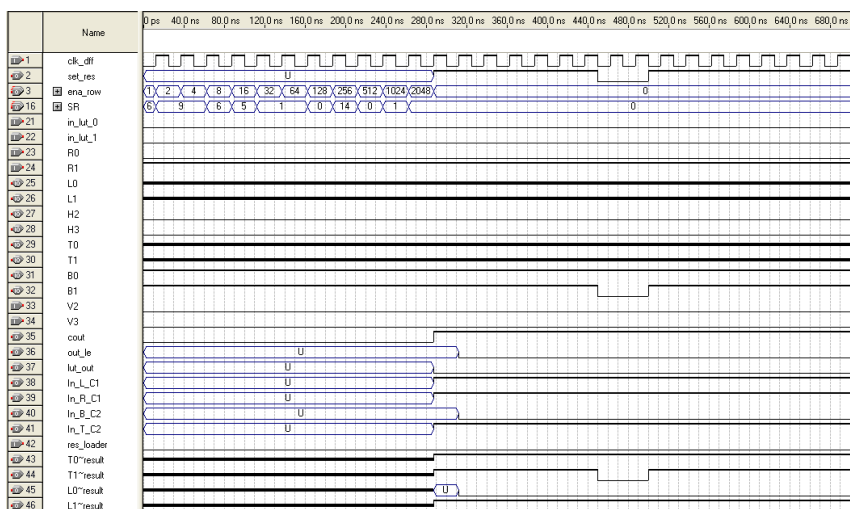 0 ps 40,0 ns 80,0 ns 120,0 ns 160,0 ns 200,0 ns 240,0 ns 280,0 ns 320,0 ns 360,0 ns 400,0 ns 440,0 ns 480,0 ns 520,0 ns 560,0 ns 600,0 ns 640,0 ns 680,0 ns
Name
1 clk_dff
2 set_res U
3 ena_row 1 2 4 8 16 32 64 128 256 512 1024 2048 0
16 SR 6 9 6 5 1 0 14 0 1 0
21 in_lut_0
22 in_lut_1
23 R0
24 R1
25 L0
26 L1
27 H2
28 H3
29 T0
30 T1
31 B0
32 B1
33 V2
34 V3
35 cout
36 out_le U
37 lut_out U
38 In_L_C1 U
39 In_R_C1 U
40 In_B_C2 U
41 In_T_C2 U
42 res_loader
43 T0~result
44 T1~result
45 L0~result U
46 L1~result